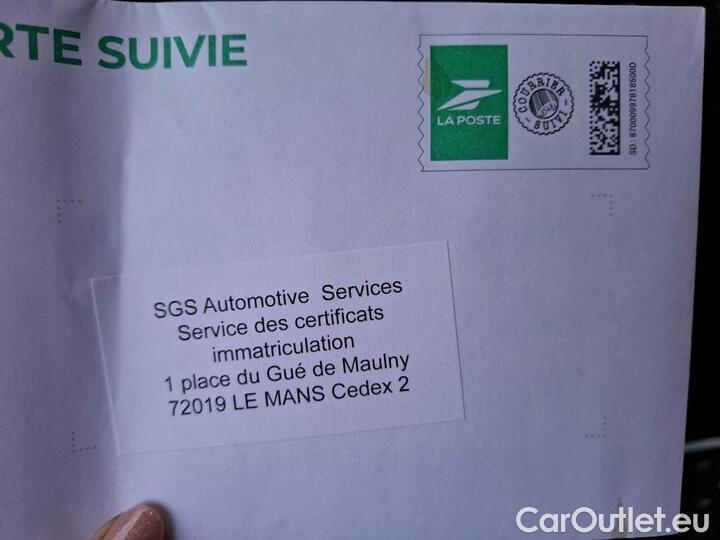 RTE SUIVIE
LA POSTE
COURRIER
SUIVI
SD : 87000997818500D
SGS Automotive Services
Service des certificats
immatriculation
1 place du Gué de Maulny
72019 LE MANS Cedex 2
CarOutlet.eu